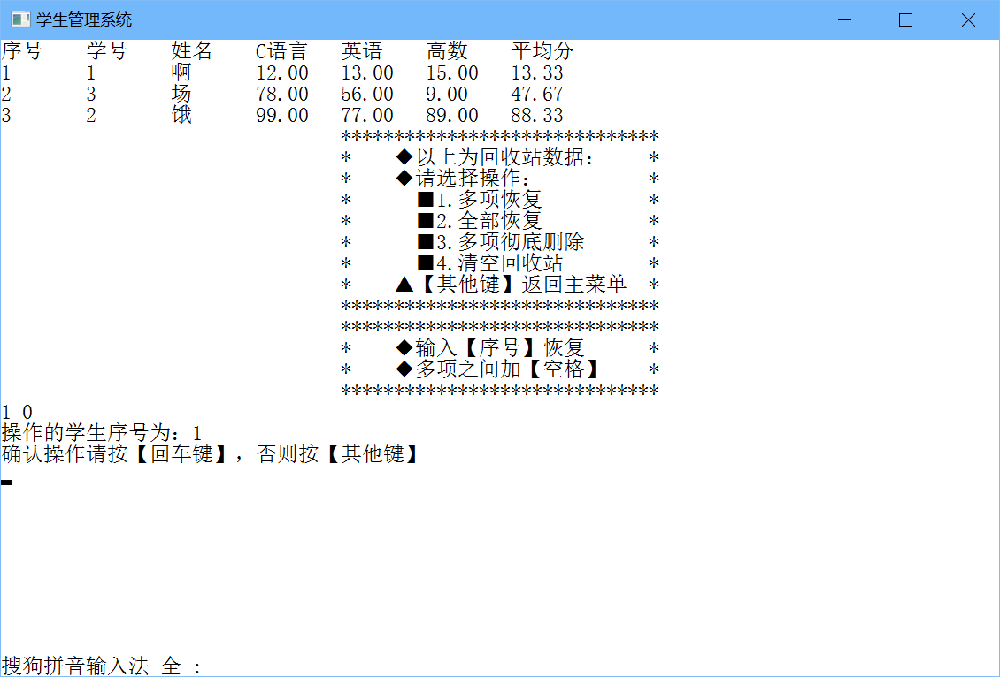 学生管理系统
序号 学号 姓名 C语言 英语 高数 平均分
1 1 啊 12.00 13.00 15.00 13.33
2 3 场 78.00 56.00 9.00 47.67
3 2 饿 99.00 77.00 89.00 88.33
******************************
* ◆以上为回收站数据: *
* ◆请选择操作: *
* ■1.多项恢复 *
* ■2.全部恢复 *
* ■3.多项彻底删除 *
* ■4.清空回收站 *
* ▲【其他键】返回主菜单 *
******************************
******************************
* ◆输入【序号】恢复 *
* ◆多项之间加【空格】 *
******************************
1 0
操作的学生序号为：1
确认操作请按【回车键】，否则按【其他键】
搜狗拼音输入法 全 :